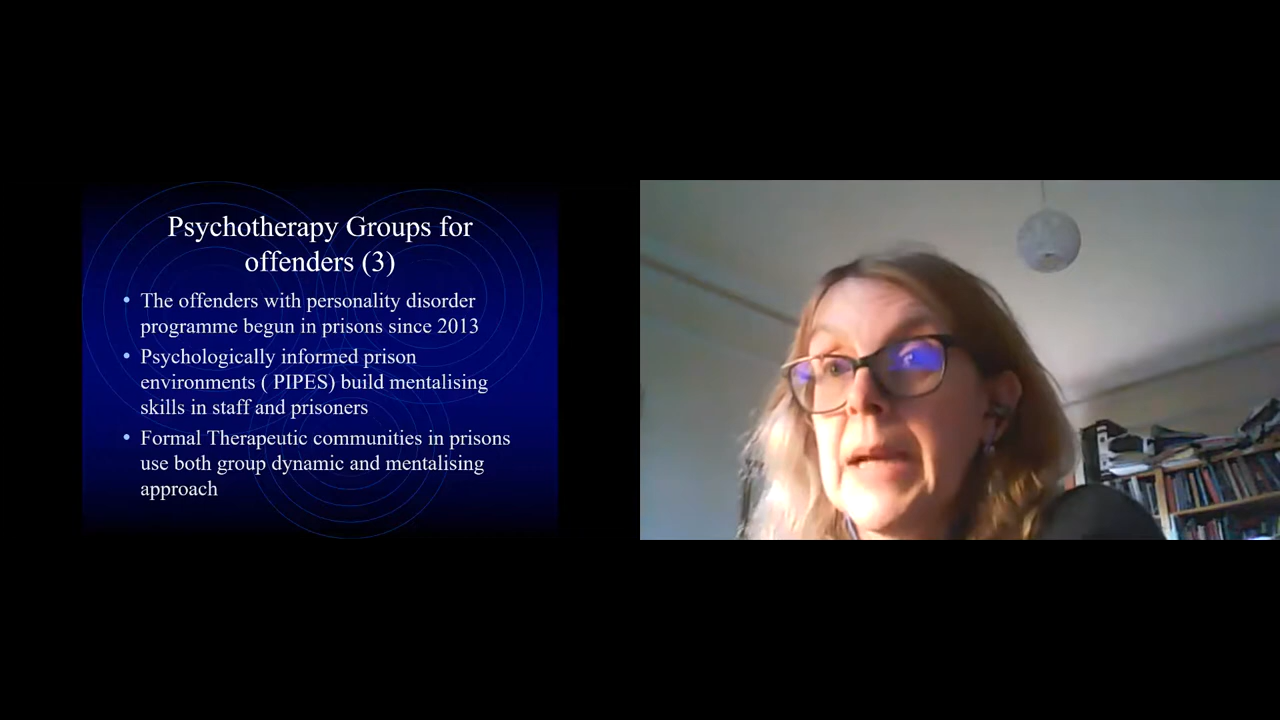 Psychotherapy Groups for
offenders (3)
• The offenders with personality disorder
programme begun in prisons since 2013
• Psychologically informed prison
environments ( PIPES) build mentalising
skills in staff and prisoners
• Formal Therapeutic communities in prisons
use both group dynamic and mentalising
approach